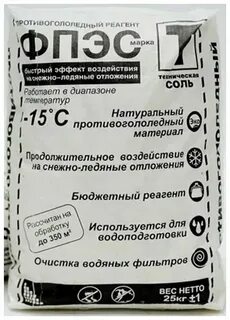 ПРОТИВОГОЛОЛЕДНЫЙ РЕАГЕНТ
ФПЭС марка Т
быстрый эффект воздействия
на снежно-ледяные отложения
техническая
СОЛЬ
Работает в диапазоне
температур
-15°С
Натуральный
противогололедный
материал
Эко
Продолжительное воздействие
на снежно-ледяные отложения
Бюджетный реагент
Рассчитан на
обработку
до 350 м²
Используется для
водоподготовки
Очистка водяных фильтров
ВЕС НЕТТО
25кг ±1